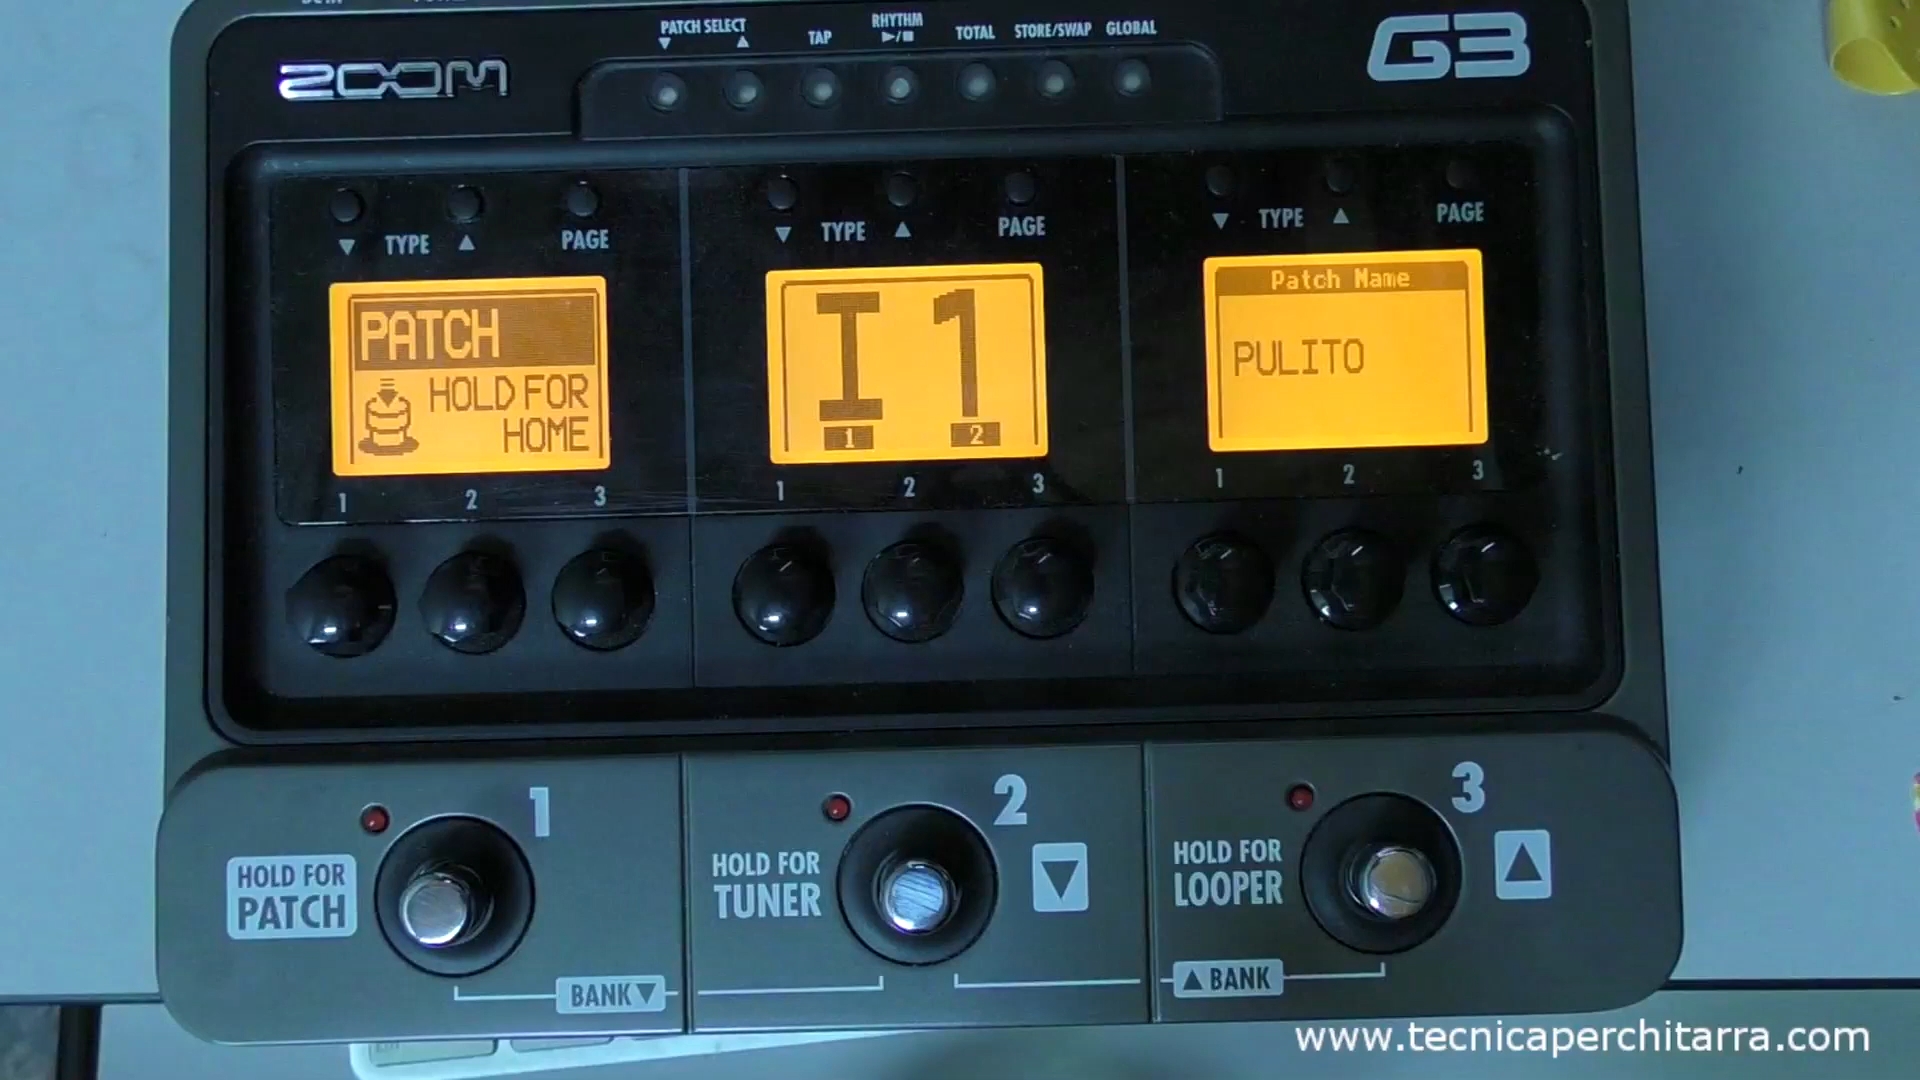 PATCH SELECT
▼ ▲
TAP
RHYTHM
▶/■
TOTAL
STORE/SWAP
GLOBAL
ZOOM
G3
▼ TYPE ▲ PAGE
▼ TYPE ▲ PAGE
▼ TYPE ▲ PAGE
PATCH
HOLD FOR
HOME
I 1
1 2
Patch Name
PULITO
1 2 3
1 2 3
1 2 3
1
HOLD FOR
PATCH
2
HOLD FOR
TUNER
▼
3
HOLD FOR
LOOPER
▲
BANK ▼
▲ BANK
www.tecnicaperchitarra.com